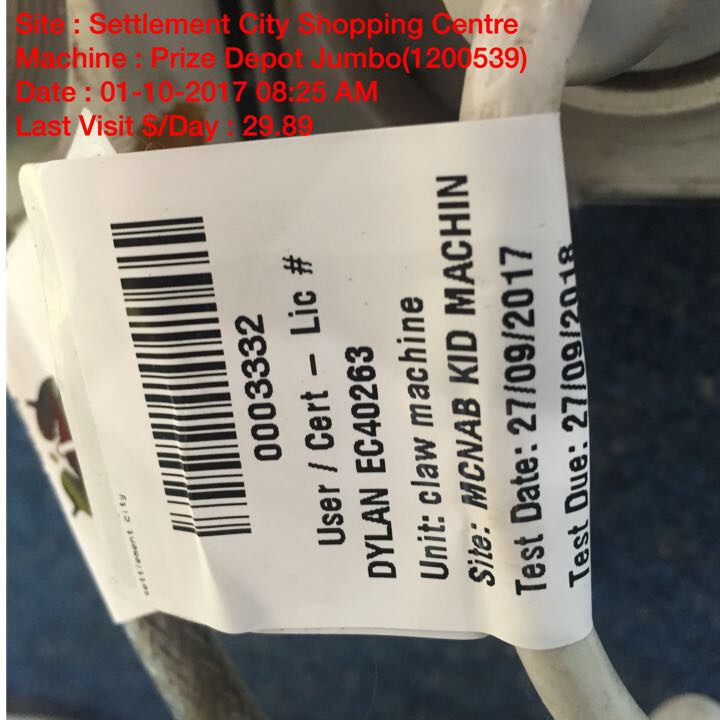 Site : Settlement City Shopping Centre
Machine : Prize Depot Jumbo(1200539)
Date : 01-10-2017 08:25 AM
Last Visit $/Day : 29.89
settlement city
0003332
User / Cert - Lic #
DYLAN EC40263
Unit: claw machine
Site: MCNAB KID MACHIN
Test Date: 27/09/2017
Test Due: 27/09/2018